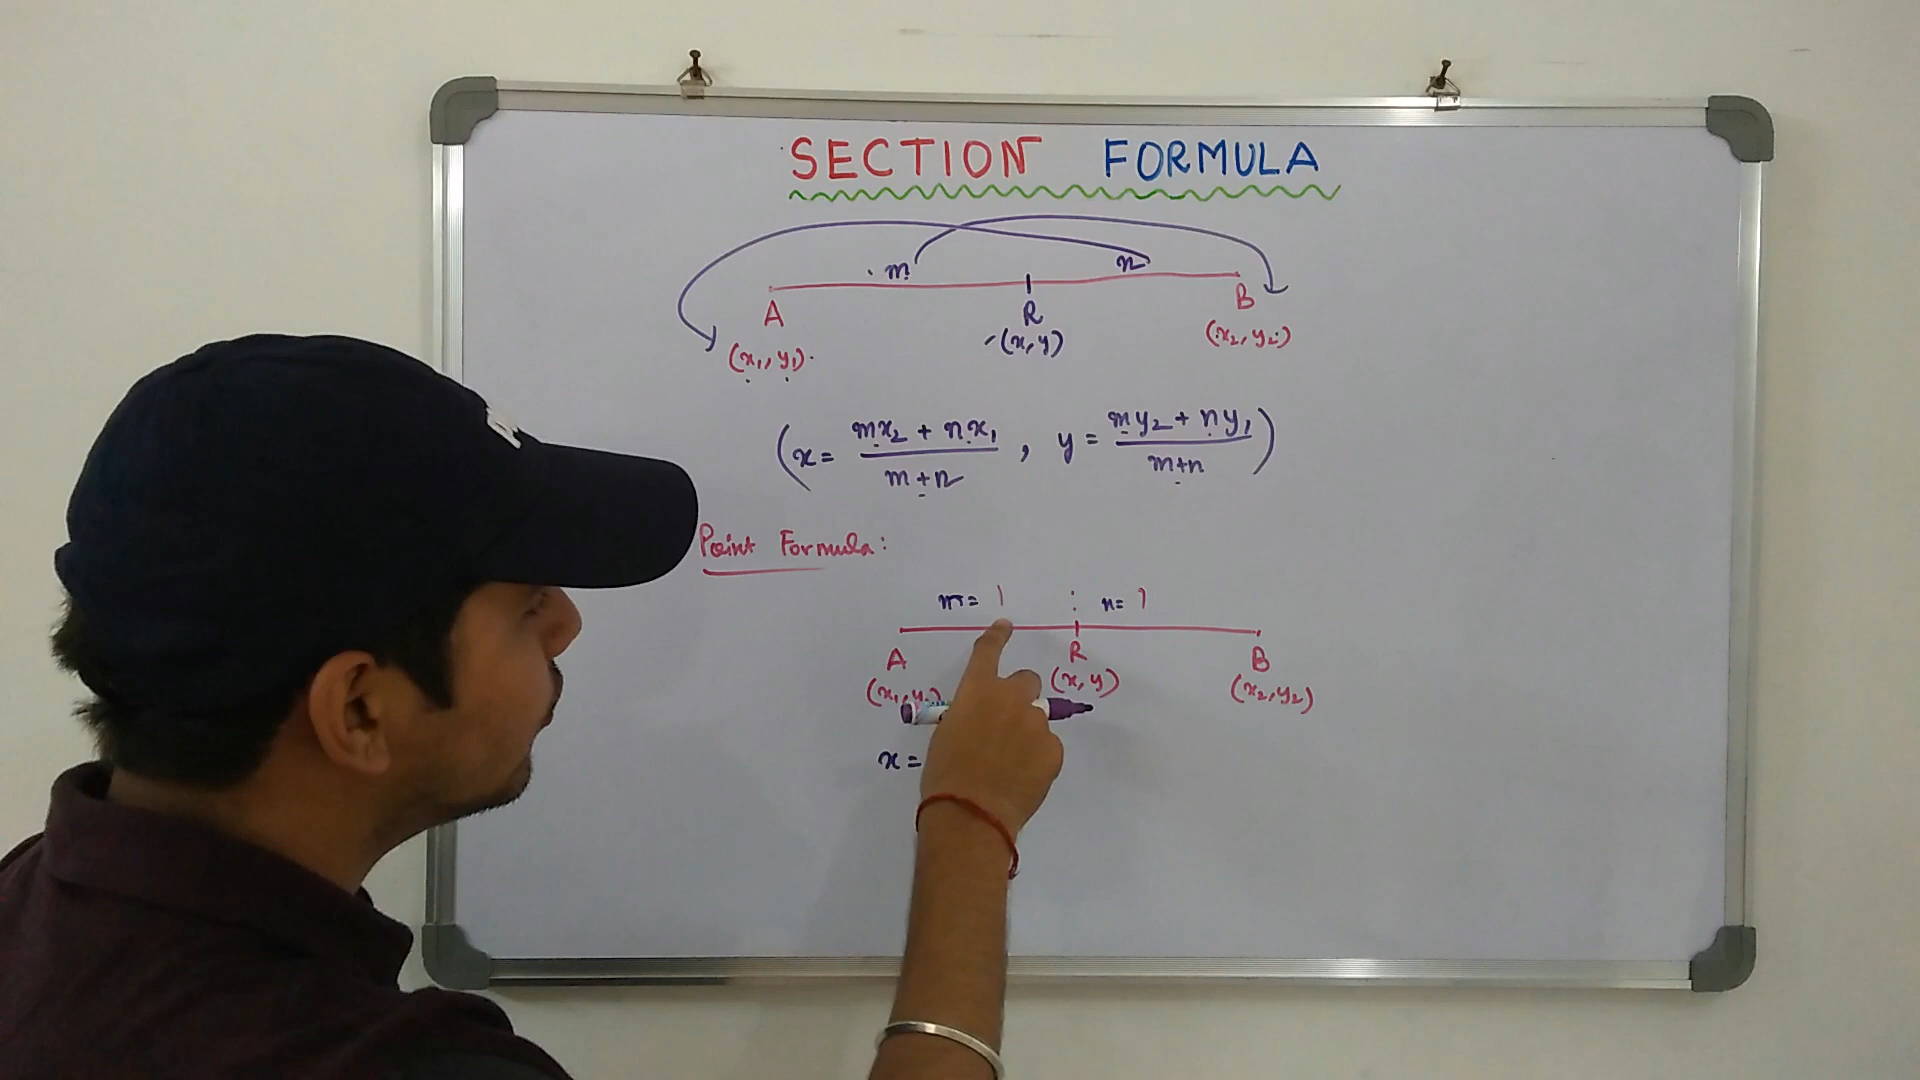 SECTION FORMULA
m n
A R B
(x₁, y₁) (x, y) (x₂, y₂)
(x = mx₂ + nx₁ / m+n , y = my₂ + ny₁ / m+n)
Point Formula:
m = 1 : n = 1
A R B
(x₁, y₁) (x, y) (x₂, y₂)
x =